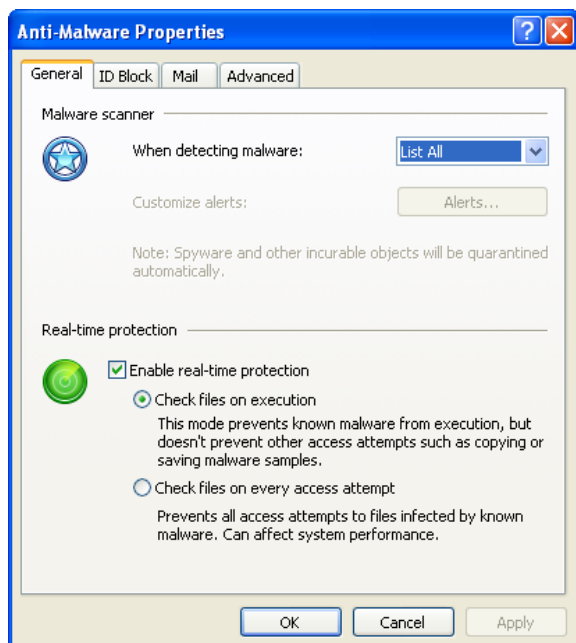 Anti-Malware Properties
General
ID Block
Mail
Advanced
Malware scanner
When detecting malware:
List All
Customize alerts:
Alerts...
Note: Spyware and other incurable objects will be quarantined
automatically.
Real-time protection
Enable real-time protection
Check files on execution
This mode prevents known malware from execution, but
doesn't prevent other access attempts such as copying or
saving malware samples.
Check files on every access attempt
Prevents all access attempts to files infected by known
malware. Can affect system performance.
OK
Cancel
Apply